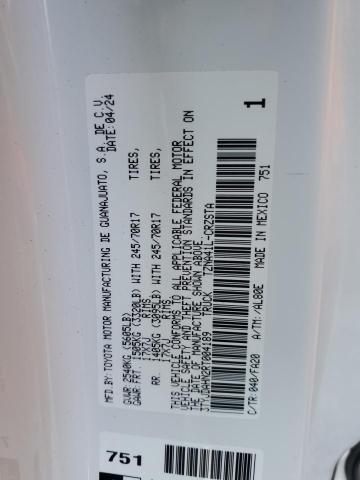 MFD. BY: TOYOTA MOTOR MANUFACTURING DE GUANAJUATO, S.A. DE C.V.
DATE: 04/24
GVWR 2540KG (5605LB)
GAWR FRT. 1505KG (3320LB) WITH 245/70R17 TIRES,
17X7J RIMS
RR. 1405KG (3095LB) WITH 245/70R17 TIRES,
17X7J RIMS
THIS VEHICLE CONFORMS TO ALL APPLICABLE FEDERAL MOTOR
VEHICLE SAFETY AND THEFT PREVENTION STANDARDS IN EFFECT ON
THE DATE OF MANUFACTURE SHOWN ABOVE.
TRUCK
C/TR: 040/FA20 A/TM: /AL80E MADE IN MEXICO 751
1
751